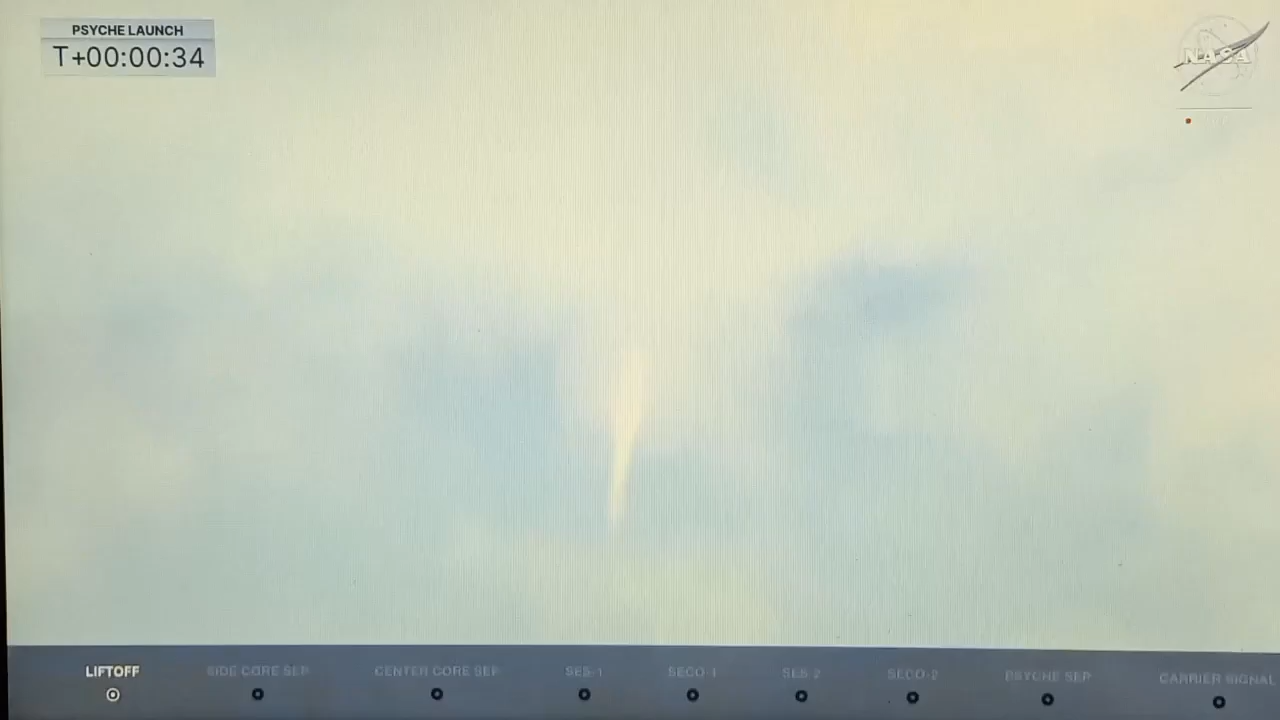 PSYCHE LAUNCH
T+00:00:34
NASA
LIFTOFF
SIDE CORE SEP
CENTER CORE SEP
SES-1
SECO-1
SES-2
SECO-2
PSYCHE SEP
CARRIER SIGNAL